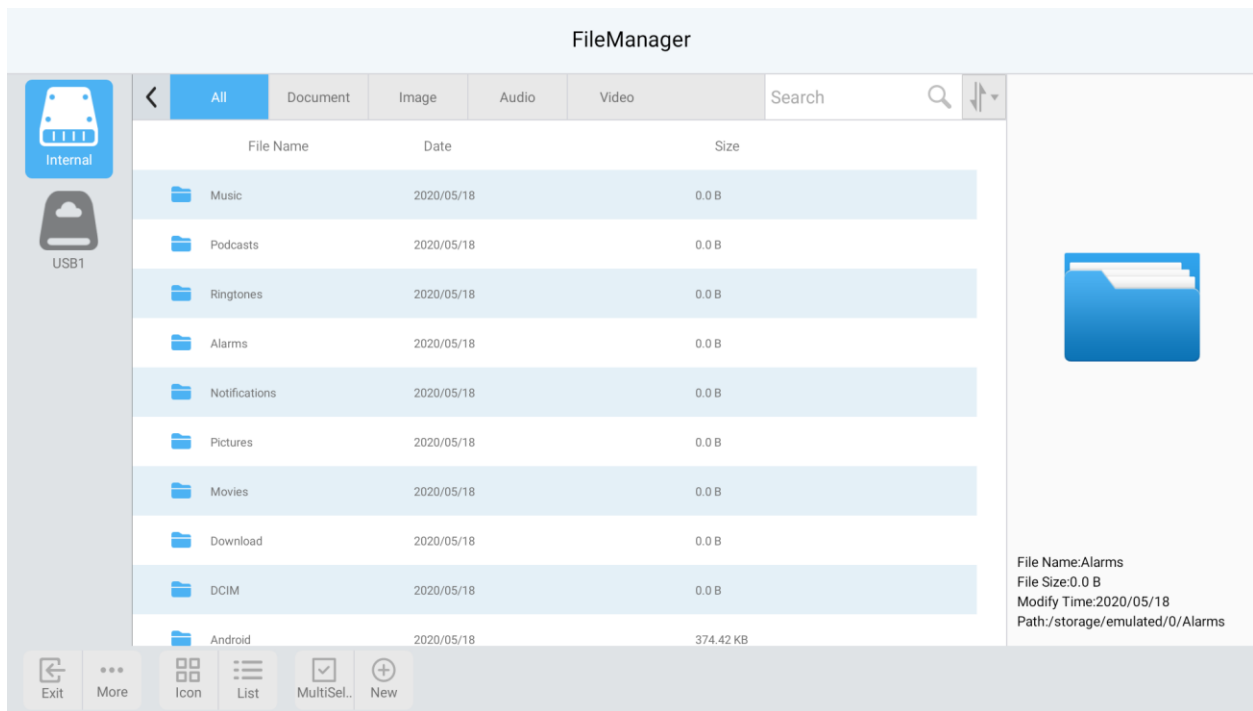 FileManager
Internal
USB1
All Document Image Audio Video Search
File Name Date Size
Music 2020/05/18 0.0 B
Podcasts 2020/05/18 0.0 B
Ringtones 2020/05/18 0.0 B
Alarms 2020/05/18 0.0 B
Notifications 2020/05/18 0.0 B
Pictures 2020/05/18 0.0 B
Movies 2020/05/18 0.0 B
Download 2020/05/18 0.0 B
DCIM 2020/05/18 0.0 B
Android 2020/05/18 374.42 KB
File Name:Alarms
File Size:0.0 B
Modify Time:2020/05/18
Path:/storage/emulated/0/Alarms
Exit More Icon List MultiSel.. New